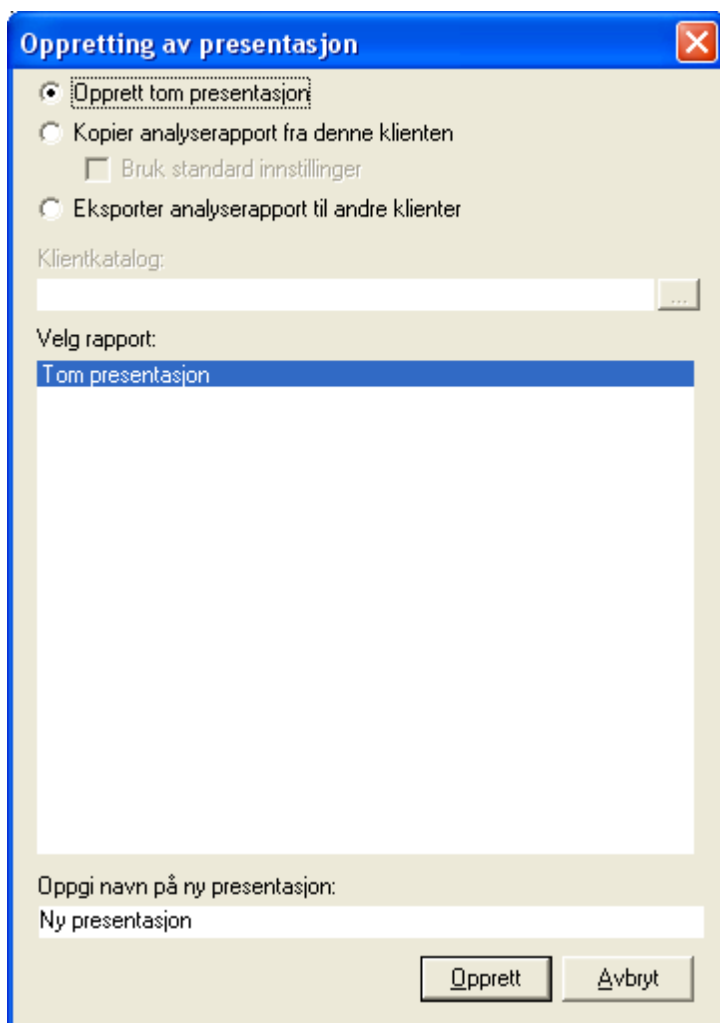 Oppretting av presentasjon
Opprett tom presentasjon
Kopier analyserapport fra denne klienten
Bruk standard innstillinger
Eksporter analyserapport til andre klienter
Klientkatalog:
...
Velg rapport:
Tom presentasjon
Oppgi navn på ny presentasjon:
Ny presentasjon
Opprett Avbryt